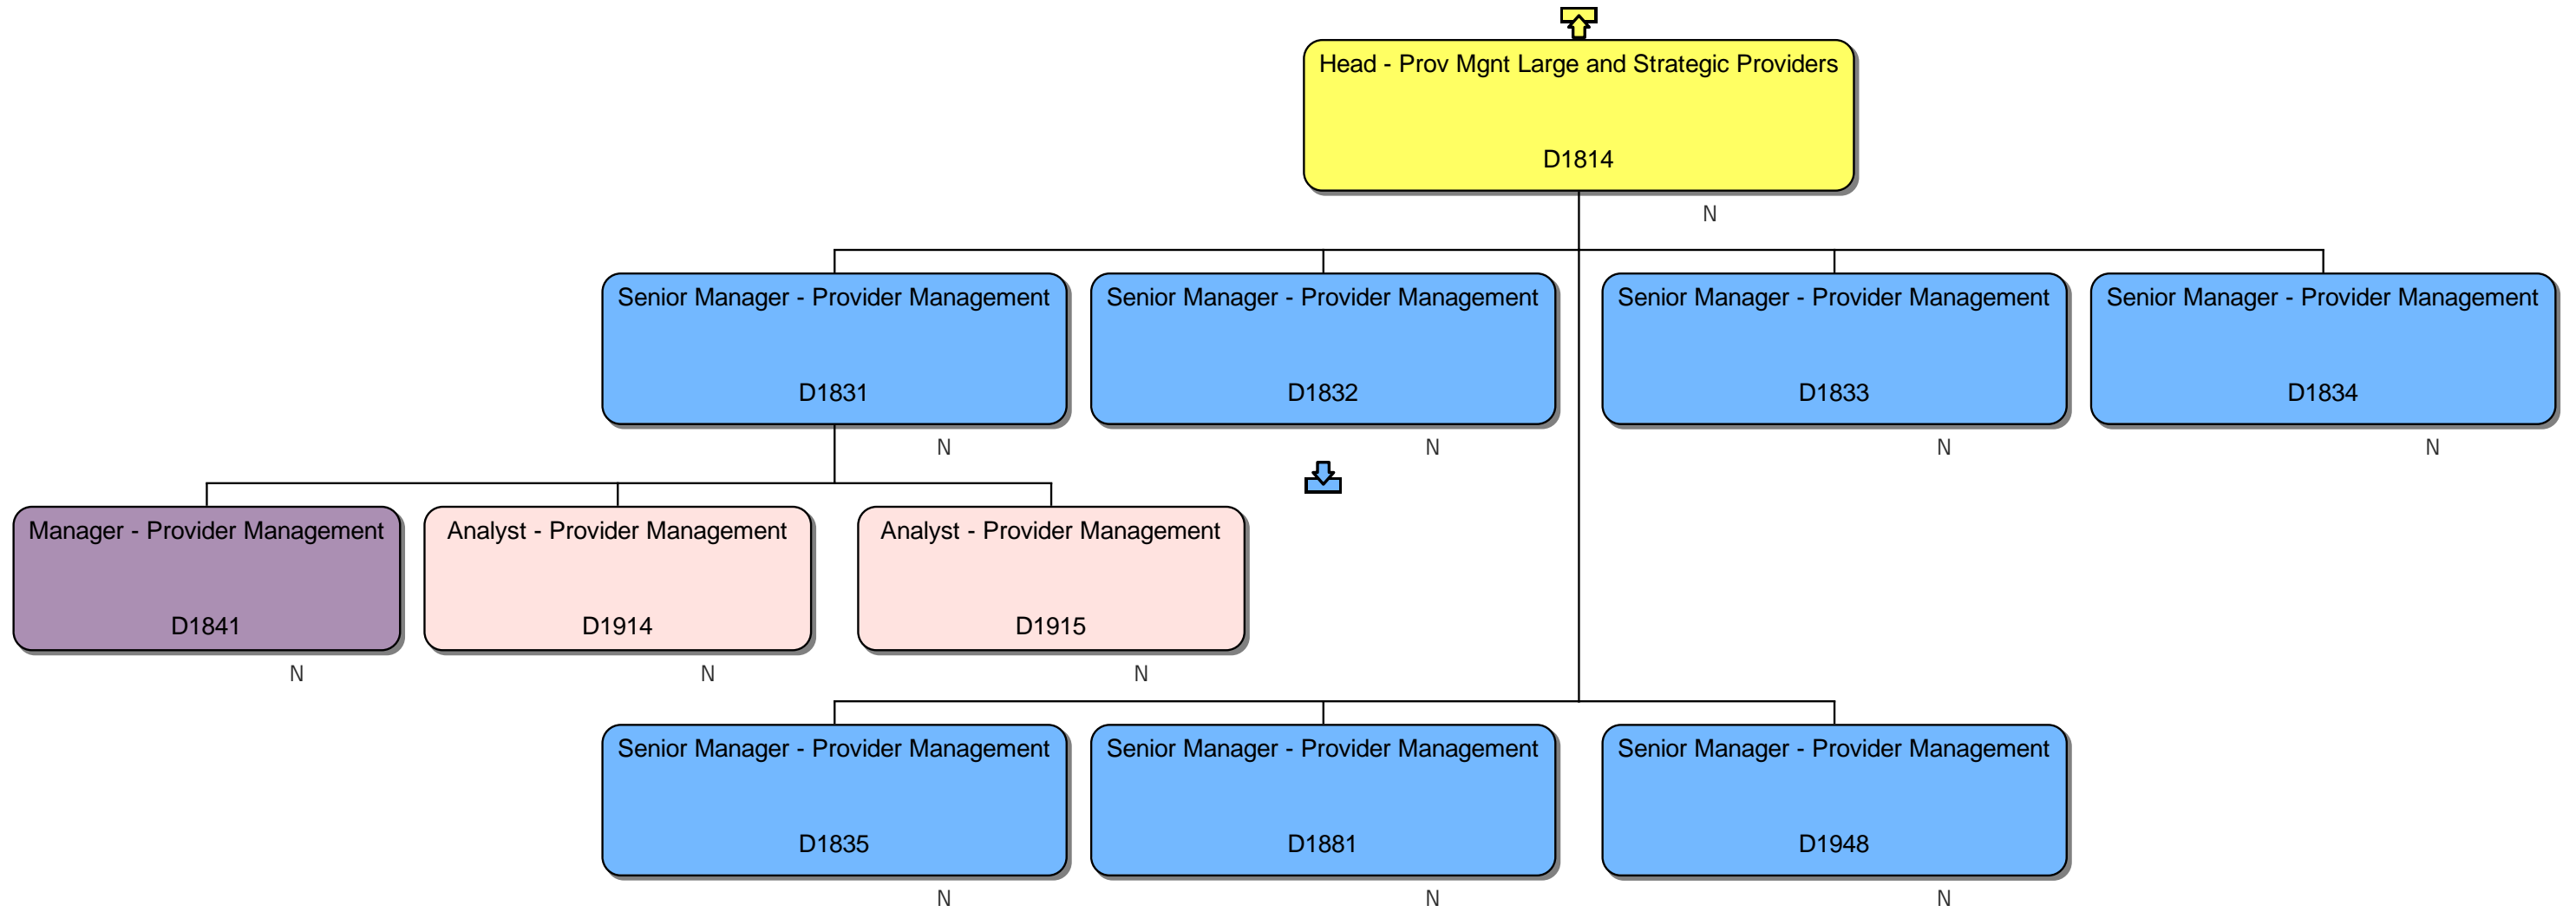 Head - Prov Mgnt Large and Strategic Providers
D1814
N
Senior Manager - Provider Management
D1831
N
Senior Manager - Provider Management
D1832
N
Senior Manager - Provider Management
D1833
N
Senior Manager - Provider Management
D1834
N
Manager - Provider Management
D1841
N
Analyst - Provider Management
D1914
N
Analyst - Provider Management
D1915
N
Senior Manager - Provider Management
D1835
N
Senior Manager - Provider Management
D1881
N
Senior Manager - Provider Management
D1948
N